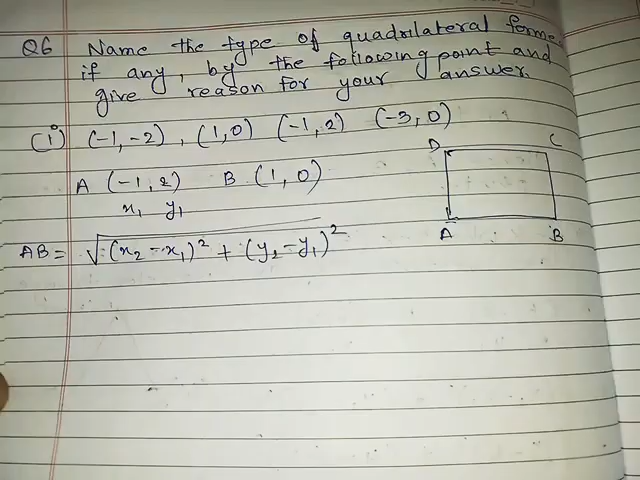 Q6 Name the type of quadrilateral forme
if any, by the following point and
give reason for your answer.
(i) (-1,-2), (1,0) (-1,2) (-3,0)
D C
A (-1,2) B (1,0)
x₁ y₁
A B
AB = √(x₂-x₁)² + (y₂-y₁)²